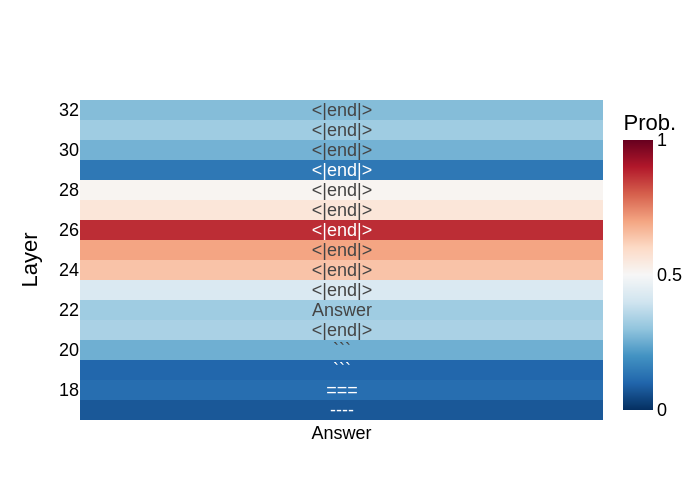 Prob.
32 <|end|> 1
<|end|>
30 <|end|>
<|end|>
28 <|end|>
<|end|>
26 <|end|>
<|end|>
24 <|end|> 0.5
<|end|>
22 Answer
<|end|>
20 ```
```
18 ===
---- 0
Answer
Layer